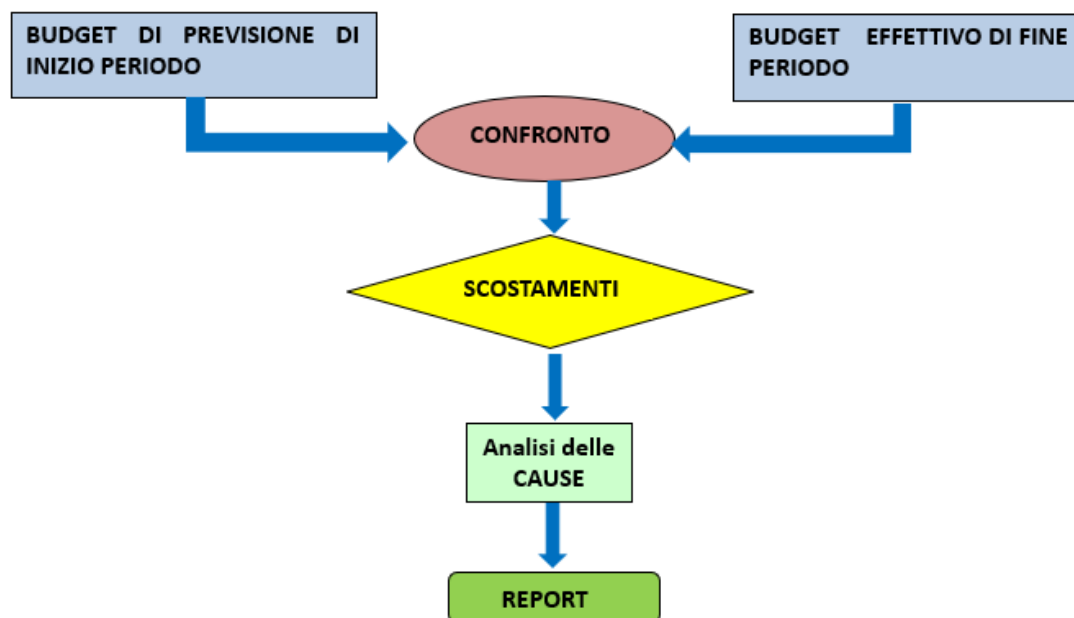 BUDGET DI PREVISIONE DI
INIZIO PERIODO
BUDGET EFFETTIVO DI FINE
PERIODO
CONFRONTO
SCOSTAMENTI
Analisi delle
CAUSE
REPORT